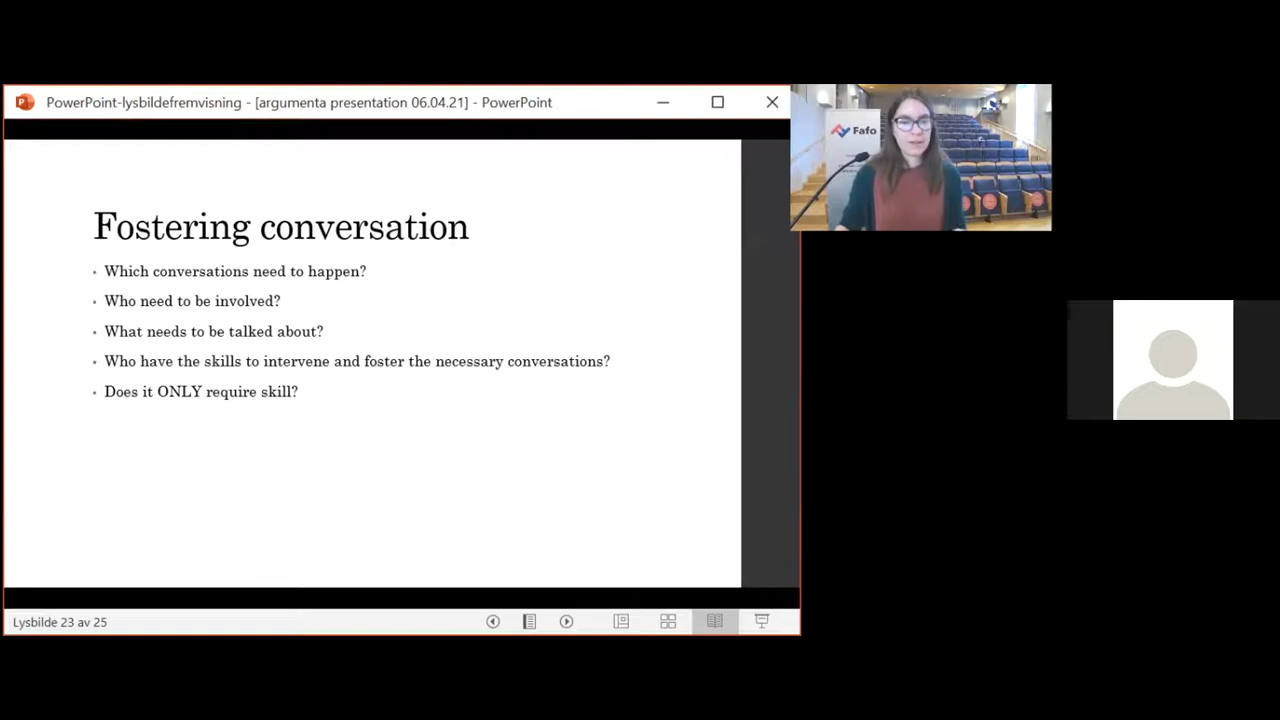 PowerPoint-lysbildefremvisning - [argumenta presentation 06.04.21] - PowerPoint
Fafo
Fostering conversation
• Which conversations need to happen?
• Who need to be involved?
• What needs to be talked about?
• Who have the skills to intervene and foster the necessary conversations?
• Does it ONLY require skill?
Lysbilde 23 av 25